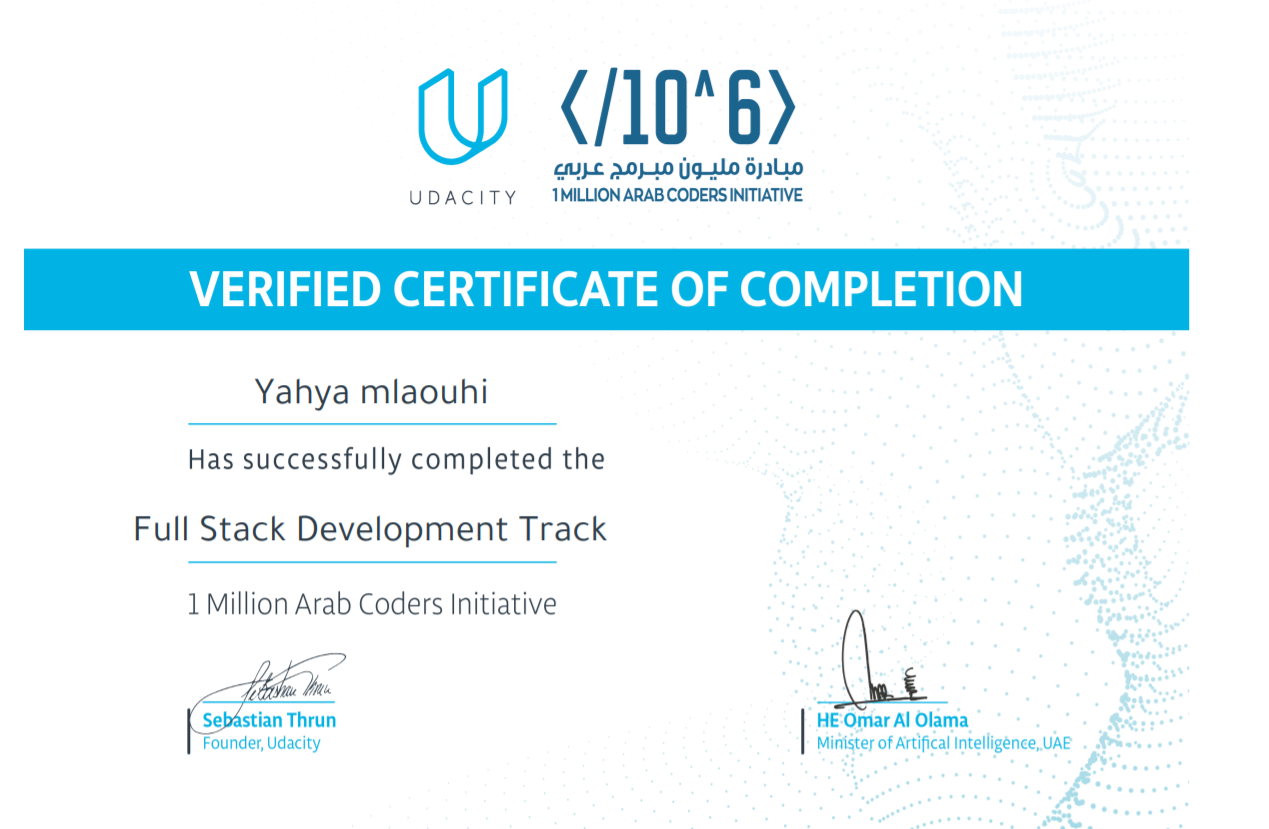 UDACITY
</10^6>
مبادرة مليون مبرمج عربي
1 MILLION ARAB CODERS INITIATIVE
VERIFIED CERTIFICATE OF COMPLETION
Yahya mlaouhi
Has successfully completed the
Full Stack Development Track
1 Million Arab Coders Initiative
Sebastian Thrun
Sebastian Thrun
Founder, Udacity
HE Omar Al Olama
Minister of Artifical Intelligence, UAE